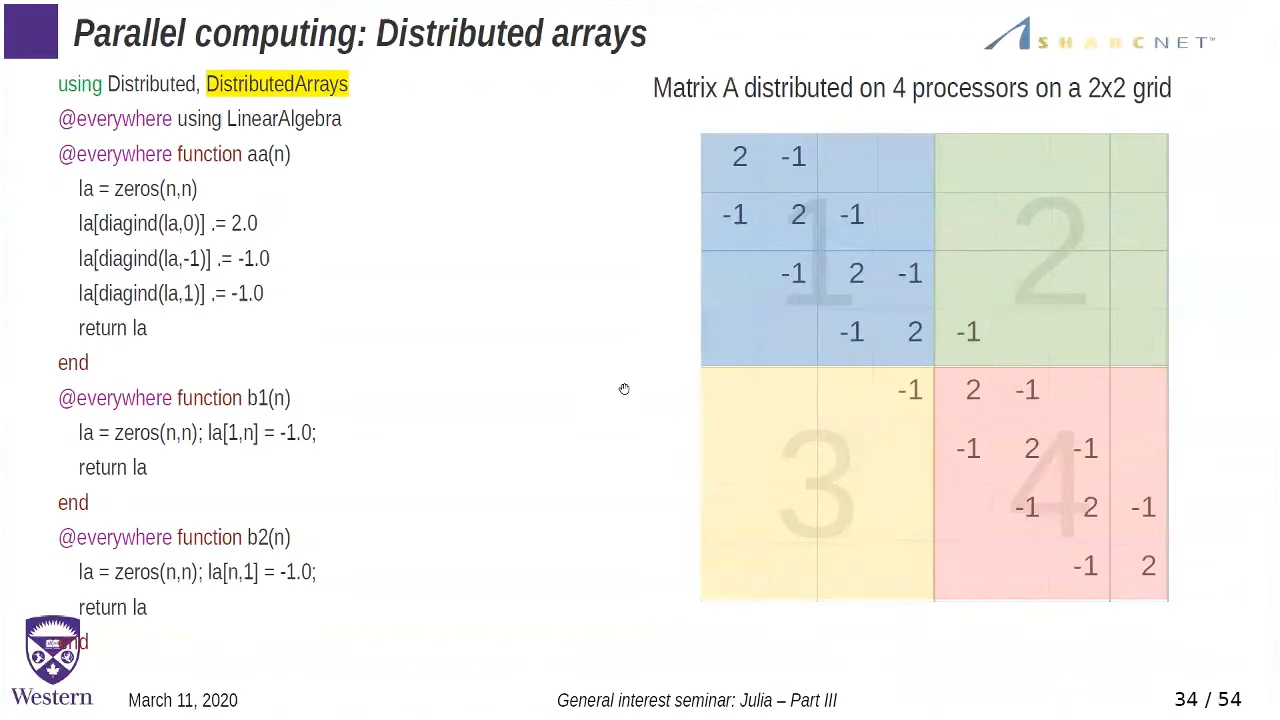 Parallel computing: Distributed arrays
SHARCNET™
using Distributed, DistributedArrays
@everywhere using LinearAlgebra
@everywhere function aa(n)
la = zeros(n,n)
la[diagind(la,0)] .= 2.0
la[diagind(la,-1)] .= -1.0
la[diagind(la,1)] .= -1.0
return la
end
@everywhere function b1(n)
la = zeros(n,n); la[1,n] = -1.0;
return la
end
@everywhere function b2(n)
la = zeros(n,n); la[n,1] = -1.0;
return la
end
Matrix A distributed on 4 processors on a 2x2 grid
2 -1
-1 2 -1
-1 2 -1
-1 2 -1
-1 2 -1
-1 2 -1
-1 2 -1
-1 2
1
2
3
4
Western
March 11, 2020
General interest seminar: Julia – Part III
34 / 54